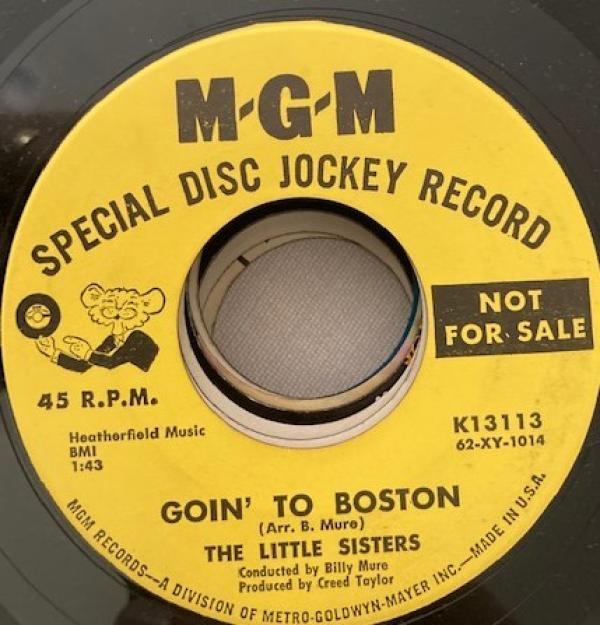 M-G-M
SPECIAL DISC JOCKEY RECORD
NOT
FOR SALE
45 R.P.M.
Heatherfield Music
BMI
1:43
K13113
62-XY-1014
GOIN' TO BOSTON
(Arr. B. Mure)
THE LITTLE SISTERS
Conducted by Billy Mure
Produced by Creed Taylor
MGM RECORDS—A DIVISION OF METRO-GOLDWYN-MAYER INC.—MADE IN U.S.A.